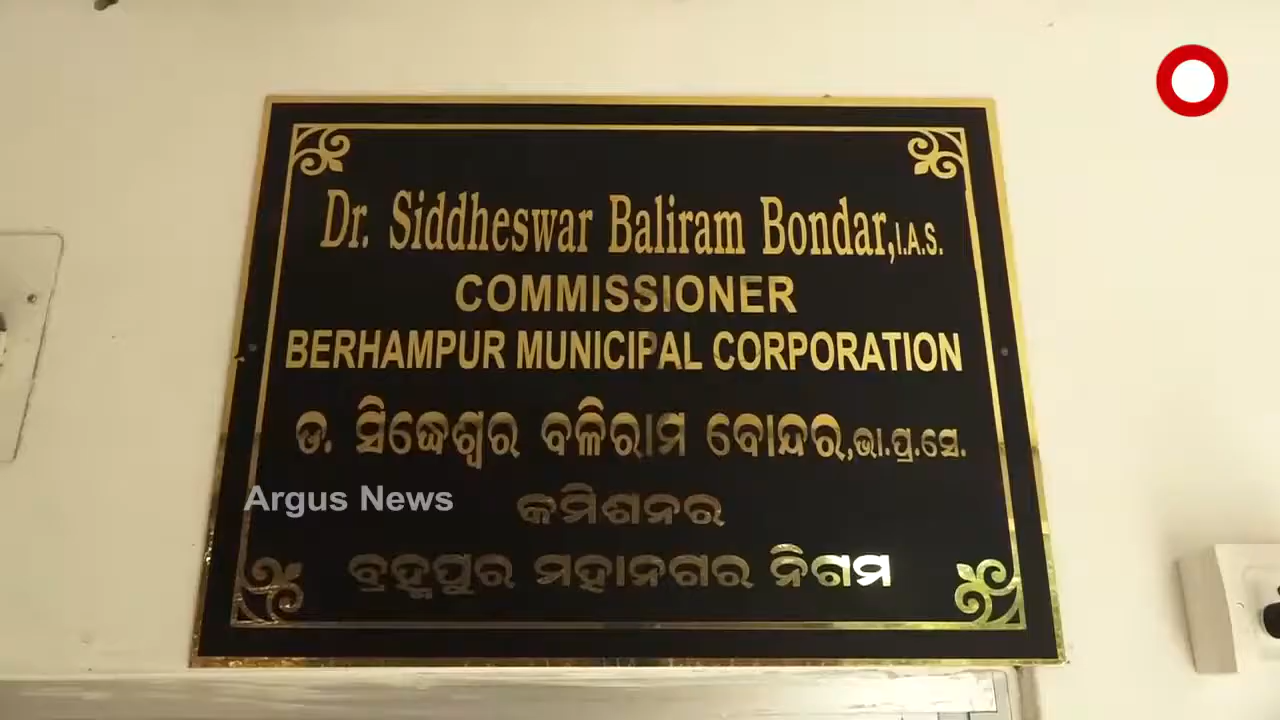 Dr. Siddheswar Baliram Bondar,I.A.S.
COMMISSIONER
BERHAMPUR MUNICIPAL CORPORATION
ଡ. ସିଦ୍ଧେଶ୍ୱର ବଳିରାମ ବୋନ୍ଦର,ଭା.ପ୍ର.ସେ.
Argus News
କମିଶନର
ବ୍ରହ୍ମପୁର ମହାନଗର ନିଗମ